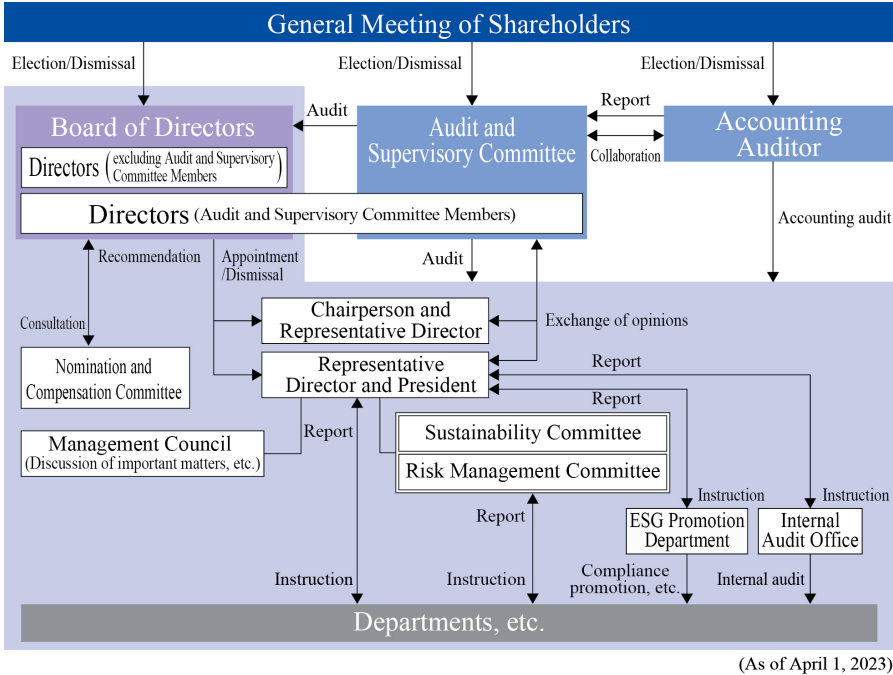 General Meeting of Shareholders
Election/Dismissal
Election/Dismissal
Election/Dismissal
Board of Directors
Audit
Audit and
Supervisory Committee
Report
Collaboration
Accounting
Auditor
Directors (excluding Audit and Supervisory
Committee Members)
Directors (Audit and Supervisory Committee Members)
Accounting audit
Recommendation
Appointment
/Dismissal
Audit
Consultation
Chairperson and
Representative Director
Exchange of opinions
Nomination and
Compensation Committee
Representative
Director and President
Report
Report
Management Council
(Discussion of important matters, etc.)
Report
Sustainability Committee
Risk Management Committee
Instruction
Instruction
Report
ESG Promotion
Department
Internal
Audit Office
Instruction
Instruction
Compliance
promotion, etc.
Internal audit
Departments, etc.
(As of April 1, 2023)